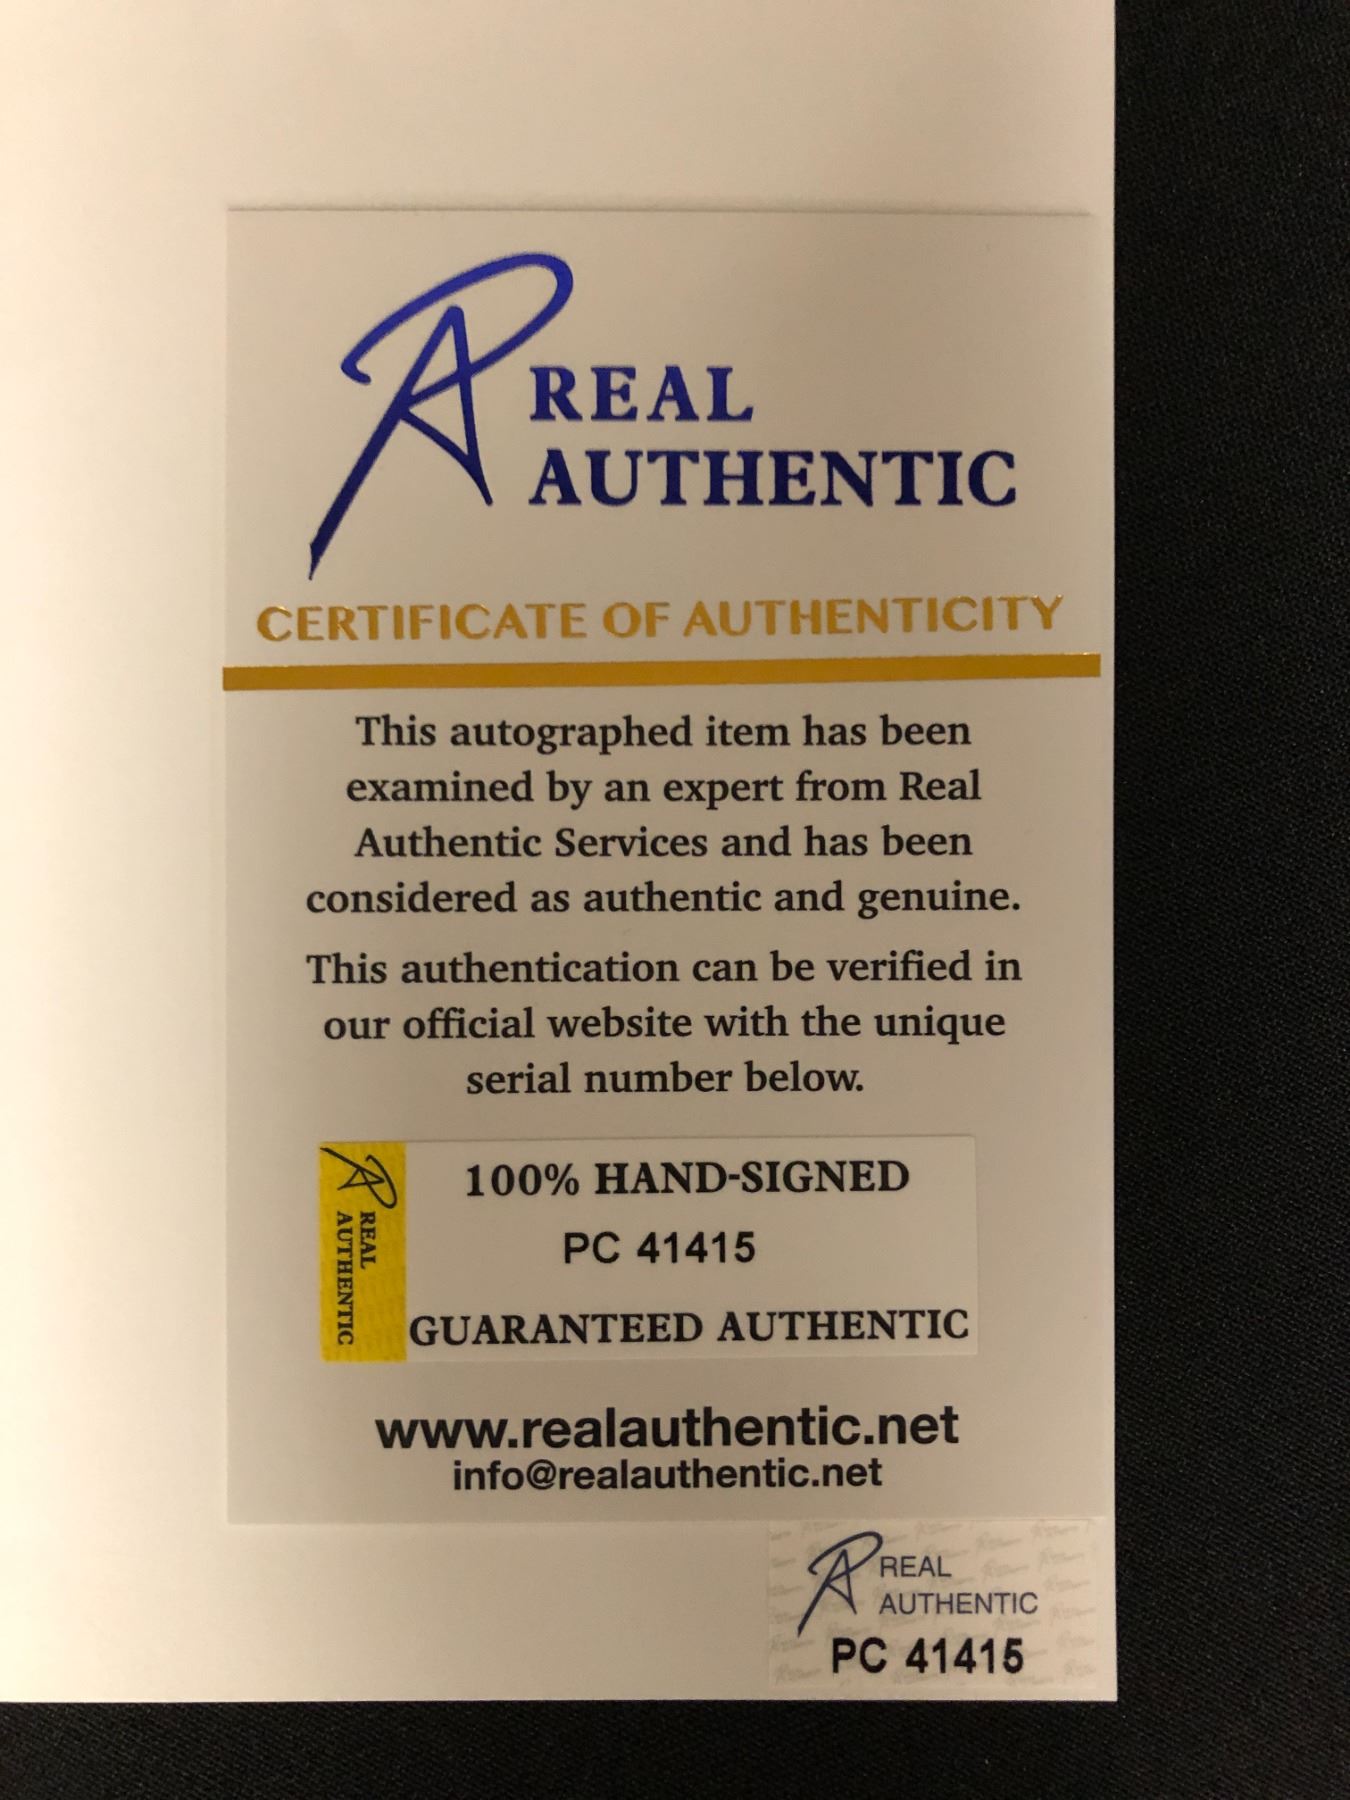 REAL
AUTHENTIC
CERTIFICATE OF AUTHENTICITY
This autographed item has been
examined by an expert from Real
Authentic Services and has been
considered as authentic and genuine.
This authentication can be verified in
our official website with the unique
serial number below.
REAL
AUTHENTIC
100% HAND-SIGNED
PC 41415
GUARANTEED AUTHENTIC
www.realauthentic.net
info@realauthentic.net
REAL
AUTHENTIC
PC 41415